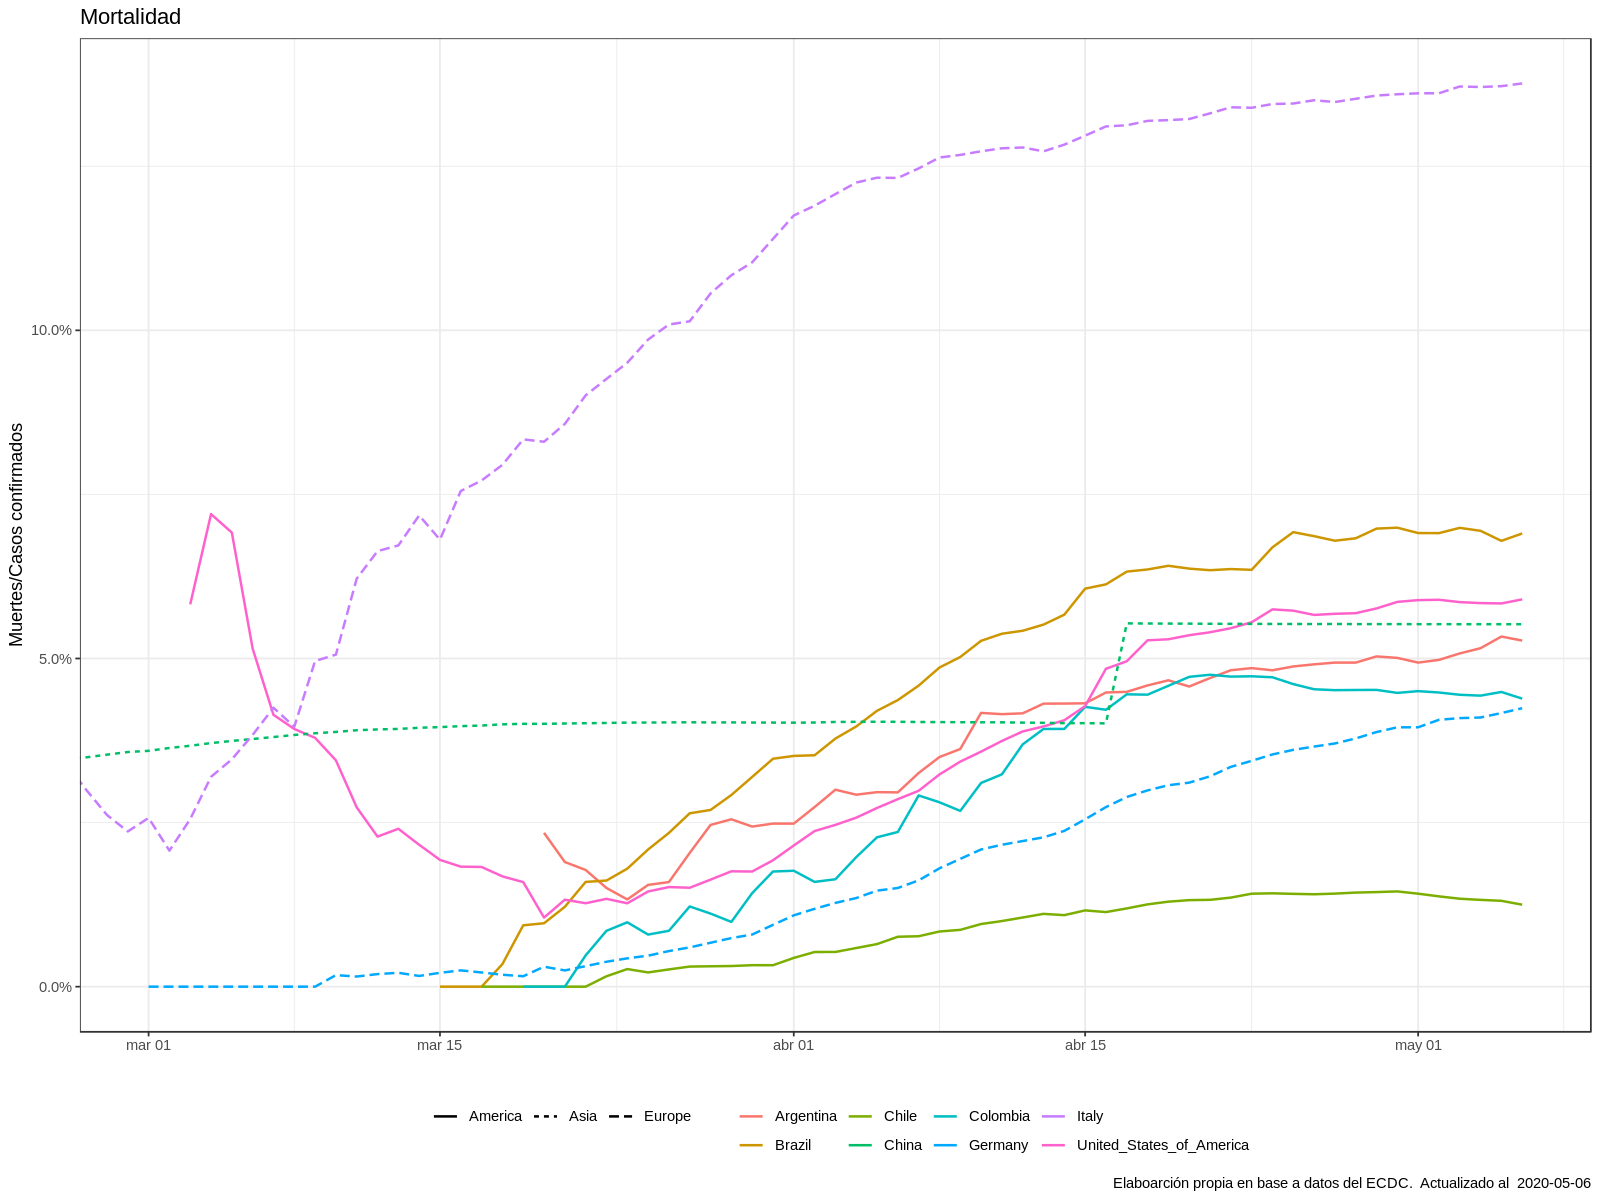 Mortalidad
Muertes/Casos confirmados
10.0%
5.0%
0.0%
mar 01 mar 15 abr 01 abr 15 may 01
America Asia Europe Argentina Chile Colombia Italy
Brazil China Germany United_States_of_America
Elaboarción propia en base a datos del ECDC. Actualizado al 2020-05-06